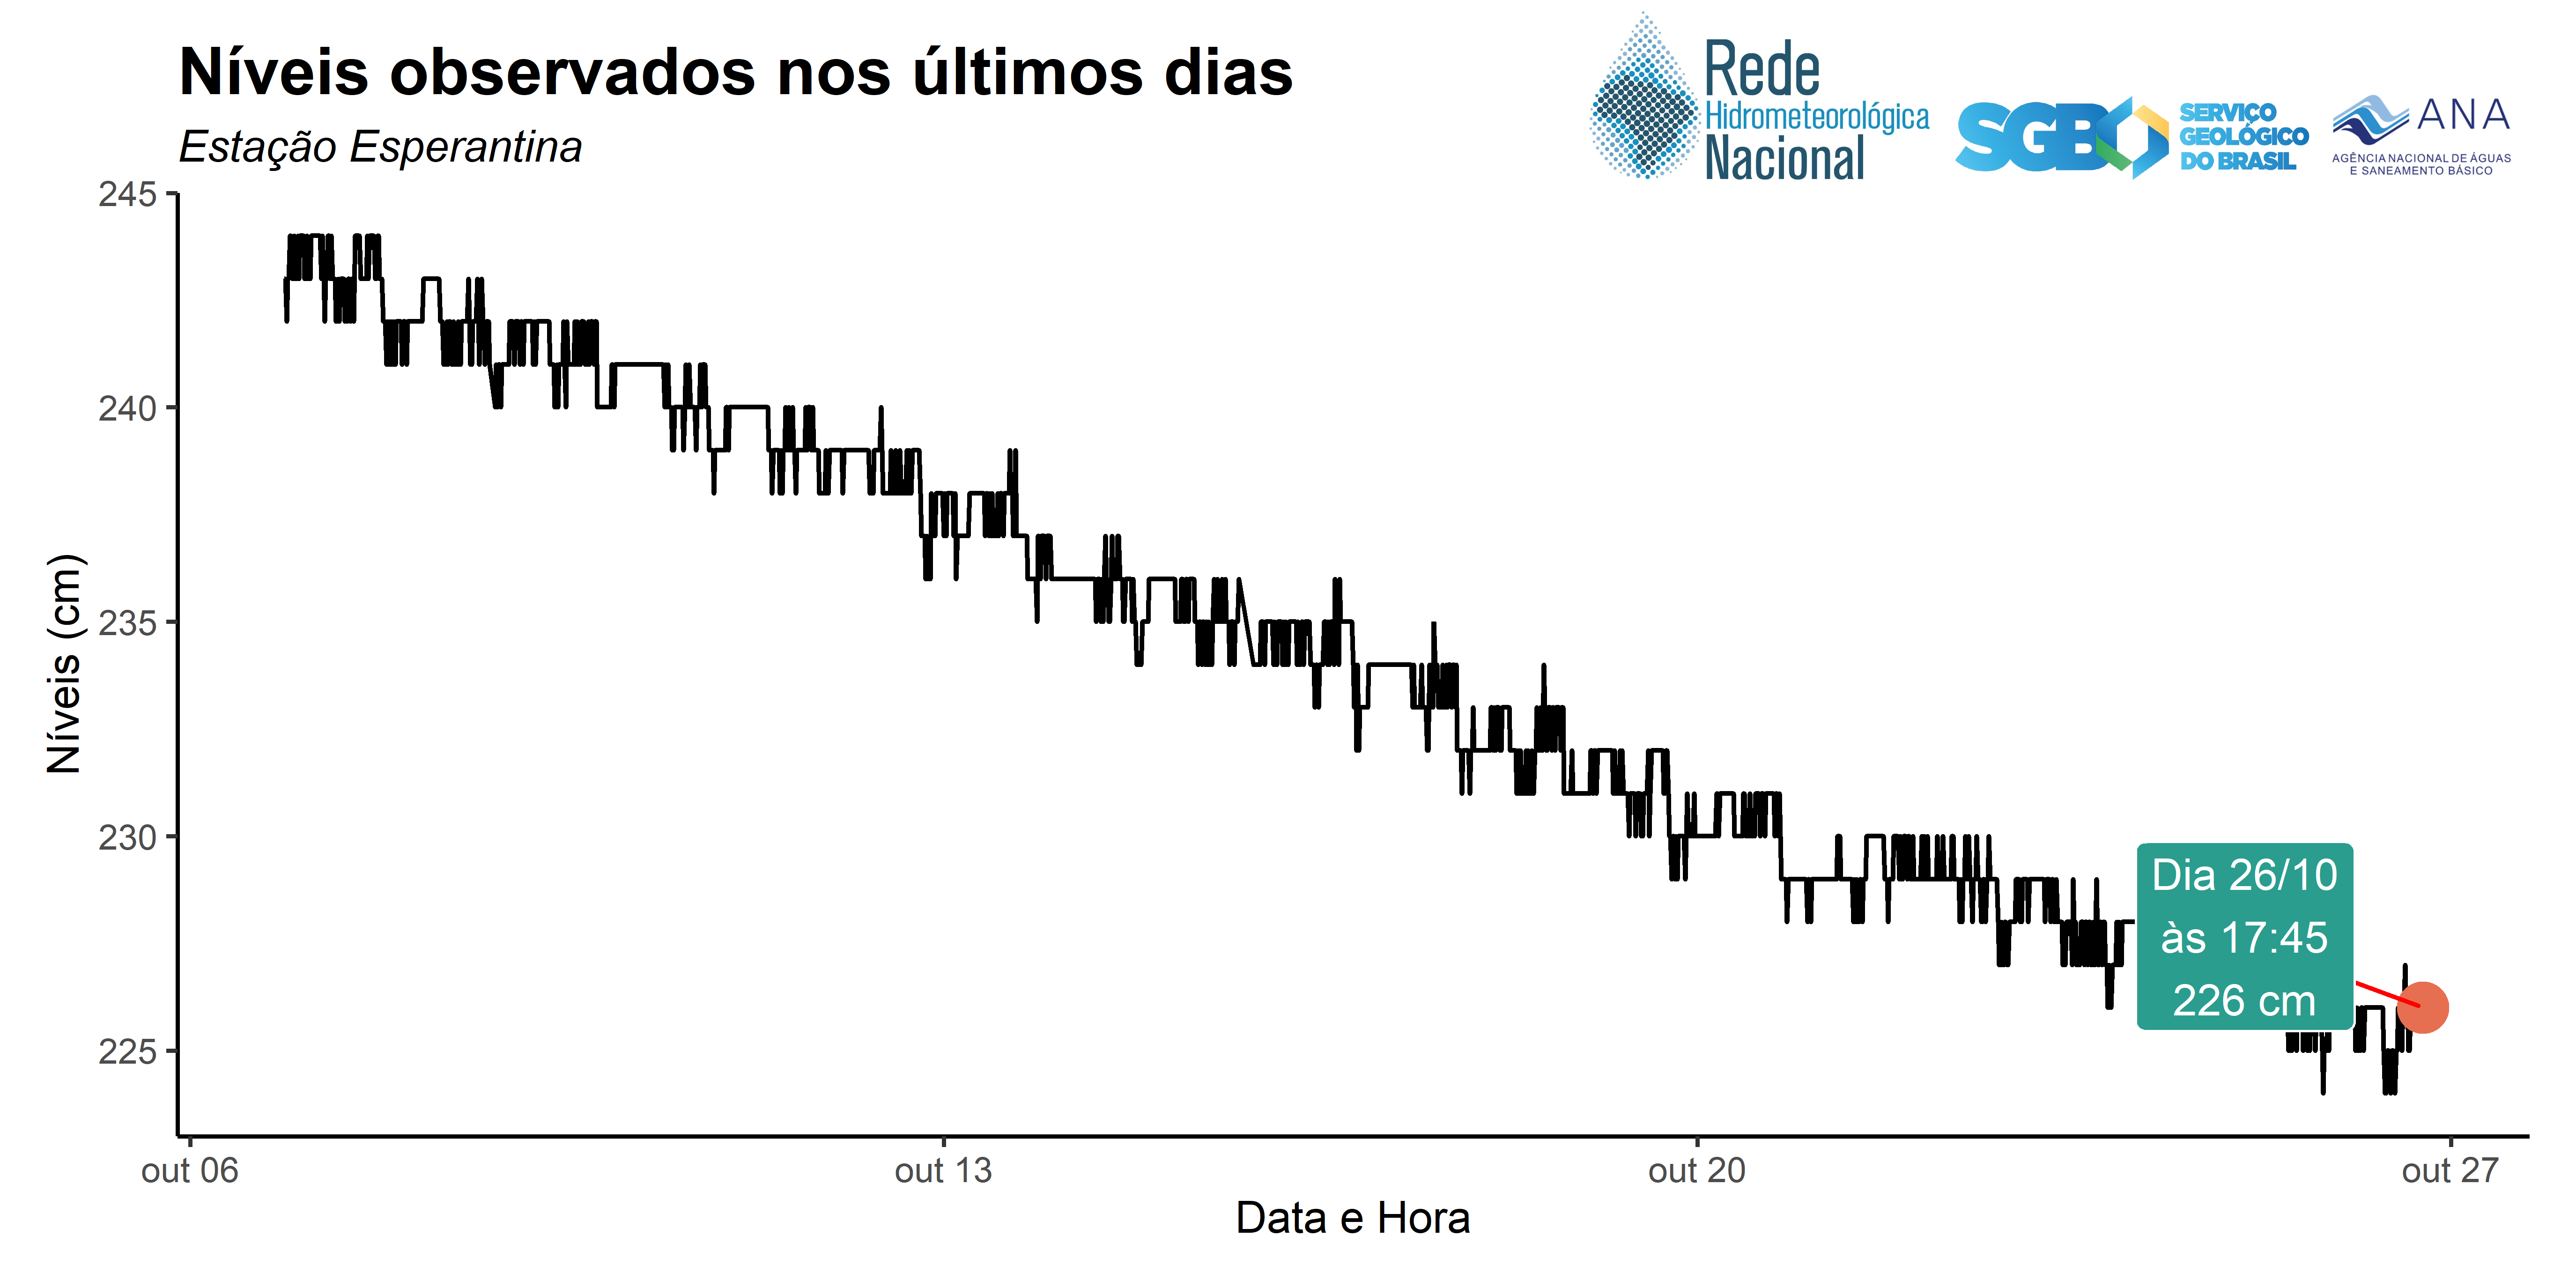 Níveis observados nos últimos dias
Estação Esperantina
Rede
Hidrometeorológica
Nacional
SGB
SERVIÇO
GEOLÓGICO
DO BRASIL
ANA
AGÊNCIA NACIONAL DE ÁGUAS
E SANEAMENTO BÁSICO
245
240
235
230
225
Níveis (cm)
Dia 26/10
às 17:45
226 cm
out 06
out 13
out 20
out 27
Data e Hora